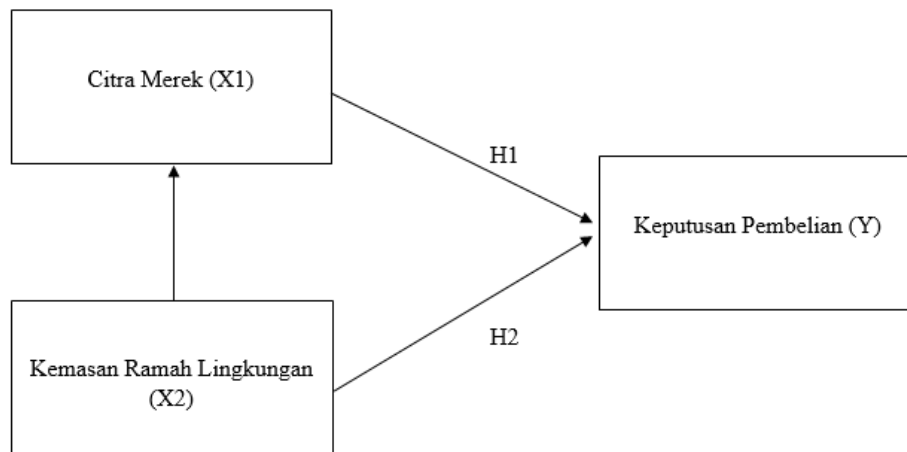 Citra Merek (X1)
H1
Keputusan Pembelian (Y)
H2
Kemasan Ramah Lingkungan
(X2)